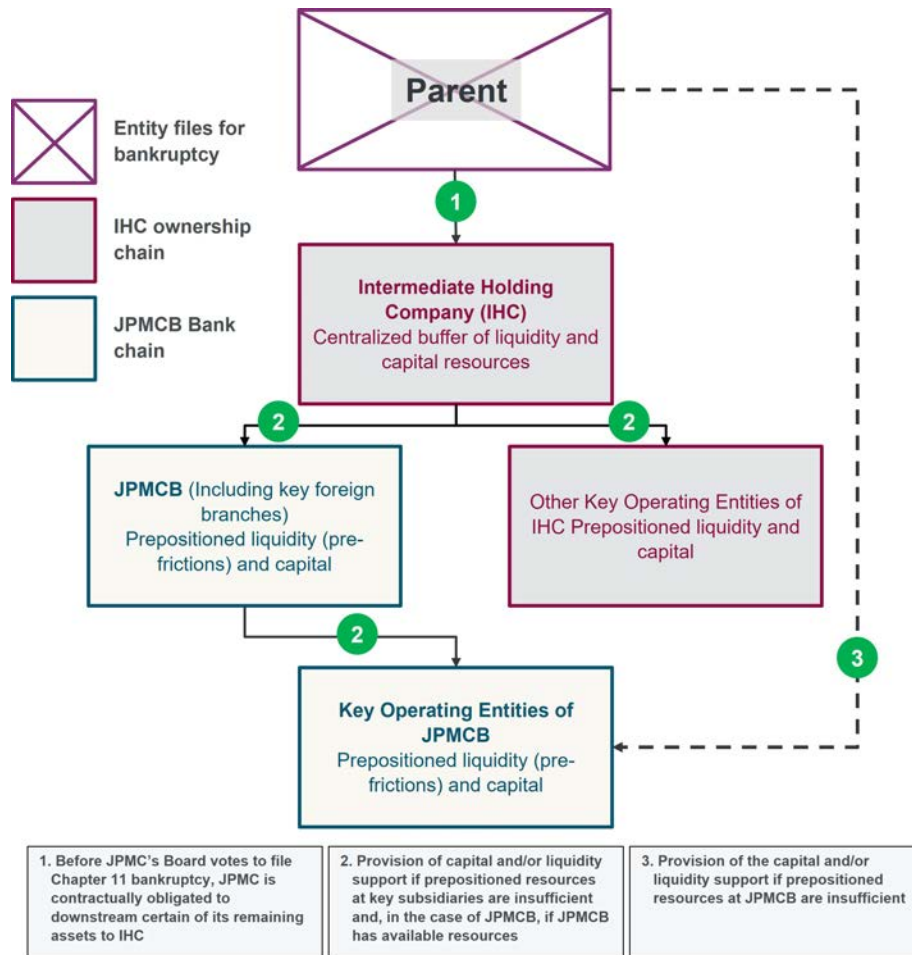 Parent
Entity files for
bankruptcy
1
IHC ownership
chain
Intermediate Holding
Company (IHC)
Centralized buffer of liquidity and
capital resources
JPMCB Bank
chain
2
2
JPMCB (Including key foreign
branches)
Prepositioned liquidity (pre-
frictions) and capital
Other Key Operating Entities of
IHC Prepositioned liquidity and
capital
2
3
Key Operating Entities of
JPMCB
Prepositioned liquidity (pre-
frictions) and capital
1. Before JPMC's Board votes to file
Chapter 11 bankruptcy, JPMC is
contractually obligated to
downstream certain of its remaining
assets to IHC
2. Provision of capital and/or liquidity
support if prepositioned resources
at key subsidiaries are insufficient
and, in the case of JPMCB, if JPMCB
has available resources
3. Provision of the capital and/or
liquidity support if prepositioned
resources at JPMCB are insufficient